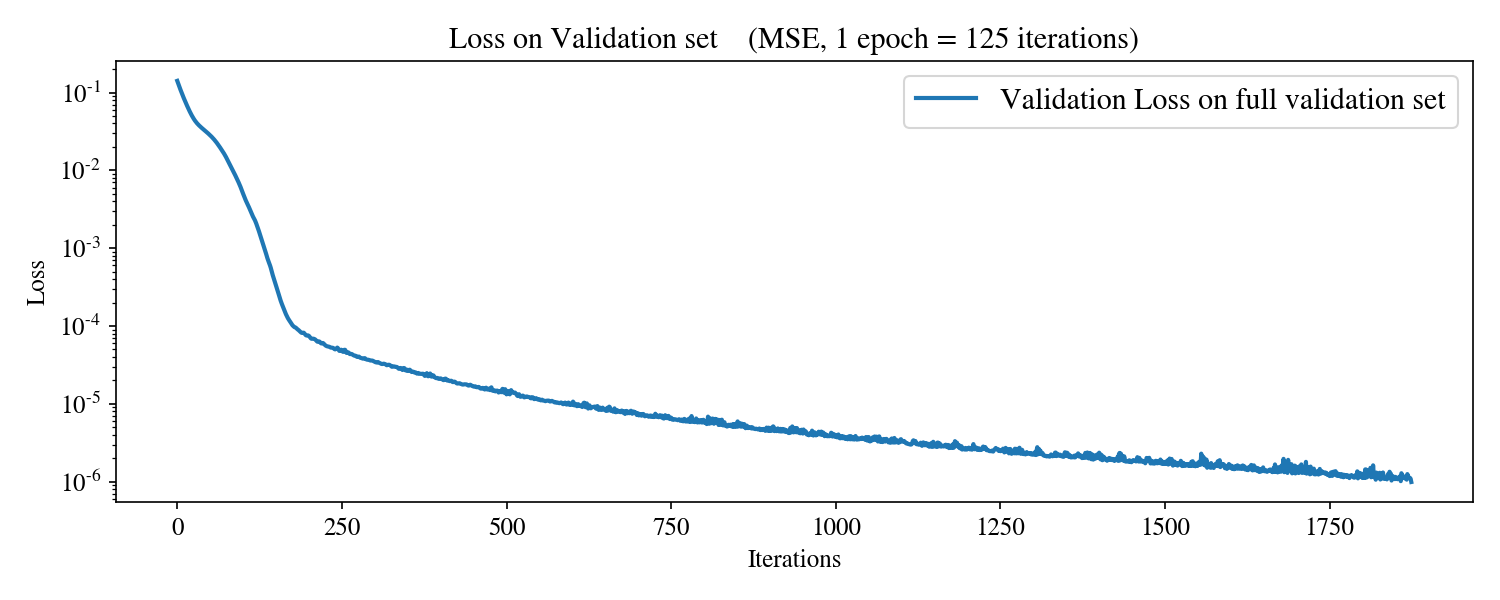 Loss on Validation set    (MSE, 1 epoch = 125 iterations)
Validation Loss on full validation set
Loss
10⁻¹
10⁻²
10⁻³
10⁻⁴
10⁻⁵
10⁻⁶
0 250 500 750 1000 1250 1500 1750
Iterations